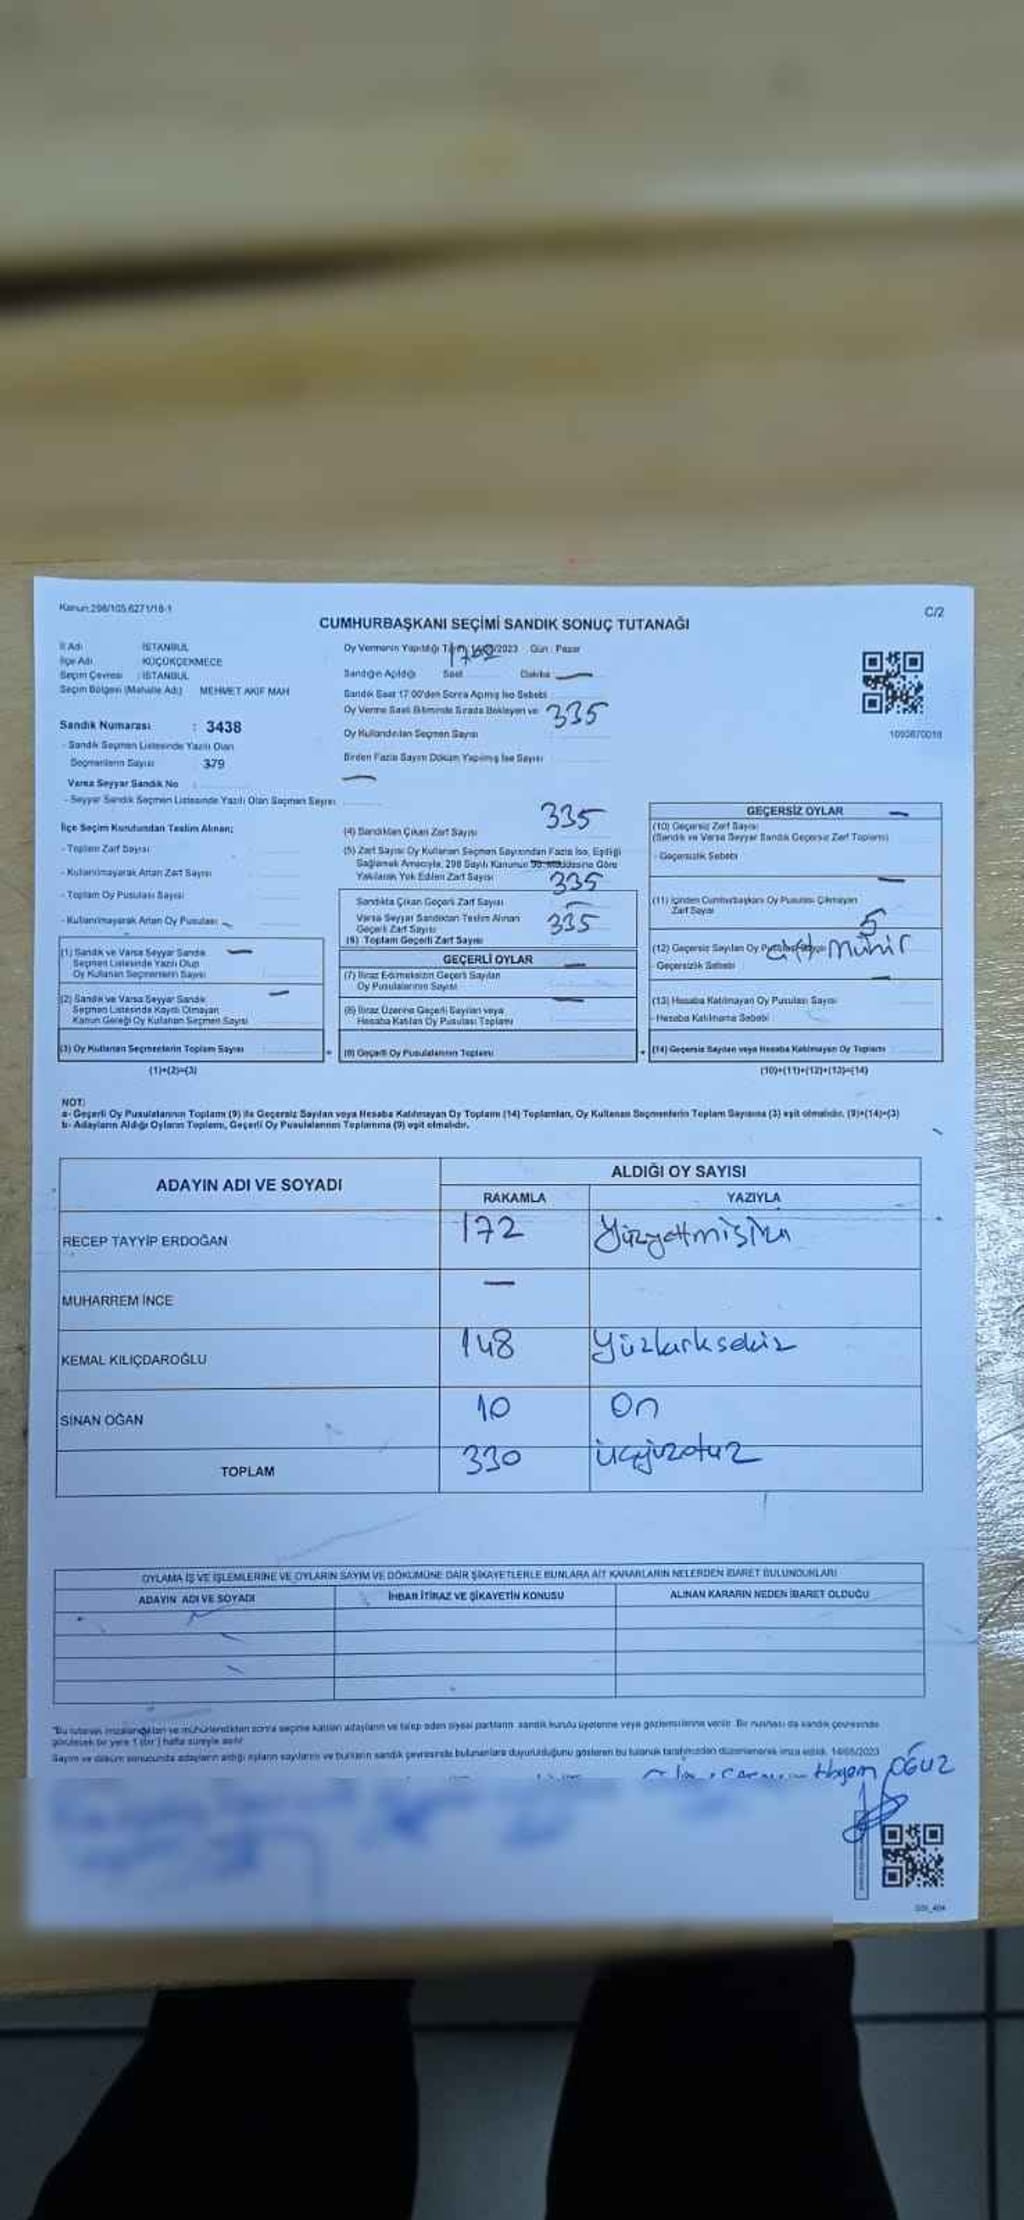 Kanun:298/105,6271/18-1
C/2
CUMHURBAŞKANI SEÇİMİ SANDIK SONUÇ TUTANAĞI
İl Adı : İSTANBUL
İlçe Adı : KÜÇÜKÇEKMECE
Seçim Çevresi : İSTANBUL
Seçim Bölgesi (Mahalle Adı) MEHMET AKİF MAH
Sandık Numarası : 3438
- Sandık Seçmen Listesinde Yazılı Olan
Seçmenlerin Sayısı 379
Varsa Seyyar Sandık No
- Seyyar Sandık Seçmen Listesinde Yazılı Olan Seçmen Sayısı
İlçe Seçim Kurulundan Teslim Alınan;
- Toplam Zarf Sayısı
- Kullanılmayarak Artan Zarf Sayısı
- Toplam Oy Pusulası Sayısı
- Kullanılmayarak Artan Oy Pusulası
(1) Sandık ve Varsa Seyyar Sandık
Seçmen Listesinde Yazılı Olup
Oy Kullanan Seçmenlerin Sayısı
(2) Sandık ve Varsa Seyyar Sandık
Seçmen Listesinde Kayıtlı Olmayan
Kanun Gereği Oy Kullanan Seçmen Sayısı
(3) Oy Kullanan Seçmenlerin Toplam Sayısı
(1)+(2)=(3)
Oy Vermenin Yapıldığı /2023 Gün : Pazar
Sandığın Açıldığı Saat Dakika
Sandık Saat 17.00'den Sonra Açılmış İse Sebebi
Oy Verme Saati Bitiminde Sırada Bekleyen ve 335
Oy Kullandırılan Seçmen Sayısı
Birden Fazla Sayım Döküm Yapılmış İse Sayısı
335
(4) Sandıktan Çıkan Zarf Sayısı
(5) Zarf Sayısı Oy Kullanan Seçmen Sayısından Fazla İse, Eşitliği
Sağlamak Amacıyla, 298 Sayılı Kanunun Maddesine Göre
Yakılarak Yok Edilen Zarf Sayısı 335
Sandıkta Çıkan Geçerli Zarf Sayısı
Varsa Seyyar Sandıktan Teslim Alınan 335
Geçerli Zarf Sayısı
(6) Toplam Geçerli Zarf Sayısı
GEÇERLİ OYLAR
(7) İtiraz Edilmeksizin Geçerli Sayılan
Oy Pusulalarının Sayısı
(8) İtiraz Üzerine Geçerli Sayılan veya
Hesaba Katılan Oy Pusulası Toplamı
(9) Geçerli Oy Pusulalarının Toplamı
1093870018
GEÇERSİZ OYLAR
(10) Geçersiz Zarf Sayısı
(Sandık ve Varsa Seyyar Sandık Geçersiz Zarf Toplamı)
- Geçersizlik Sebebi
(11) İçinden Cumhurbaşkanı Oy Pusulası Çıkmayan
Zarf Sayısı
5
(12) Geçersiz Sayılan Oy
- Geçersizlik Sebebi
(13) Hesaba Katılmayan Oy Pusulası Sayısı
- Hesaba Katılmama Sebebi
(14) Geçersiz Sayılan veya Hesaba Katılmayan Oy Toplamı
(10)+(11)+(12)+(13)=(14)
NOT:
a- Geçerli Oy Pusulalarının Toplamı (9) ile Geçersiz Sayılan veya Hesaba Katılmayan Oy Toplamı (14) Toplamları, Oy Kullanan Seçmenlerin Toplam Sayısına (3) eşit olmalıdır. (9)+(14)=(3)
b- Adayların Aldığı Oyların Toplamı, Geçerli Oy Pusulalarının Toplamına (9) eşit olmalıdır.
ADAYIN ADI VE SOYADI ALDIĞI OY SAYISI
RAKAMLA YAZIYLA
RECEP TAYYİP ERDOĞAN 172 Yüzyetmişiki
MUHARREM İNCE
KEMAL KILIÇDAROĞLU 148 Yüzkırksekiz
SİNAN OĞAN 10 On
TOPLAM 330 üçyüzotuz
OYLAMA İŞ VE İŞLEMLERİNE VE OYLARIN SAYIM VE DÖKÜMÜNE DAİR ŞİKAYETLERLE BUNLARA AİT KARARLARIN NELERDEN İBARET BULUNDUKLARI
ADAYIN ADI VE SOYADI İHBAR İTİRAZ VE ŞİKAYETİN KONUSU ALINAN KARARIN NEDEN İBARET OLDUĞU
*Bu tutanak imzalandıktan ve mühürlendikten sonra seçime katılan adayların ve talep eden siyasi partilerin sandık kurulu üyelerine veya gözlemcilerine verilir. Bir nüshası da sandık çevresinde
görülecek bir yere 1 (bir) hafta süreyle asılır
Sayım ve döküm sonucunda adayların aldığı oyların sayılarını ve bunların sandık çevresinde bulunanlara duyurulduğunu gösteren bu tutanak tarafımızdan düzenlenerek imza edildi. 14/05/2023
OĞUZ